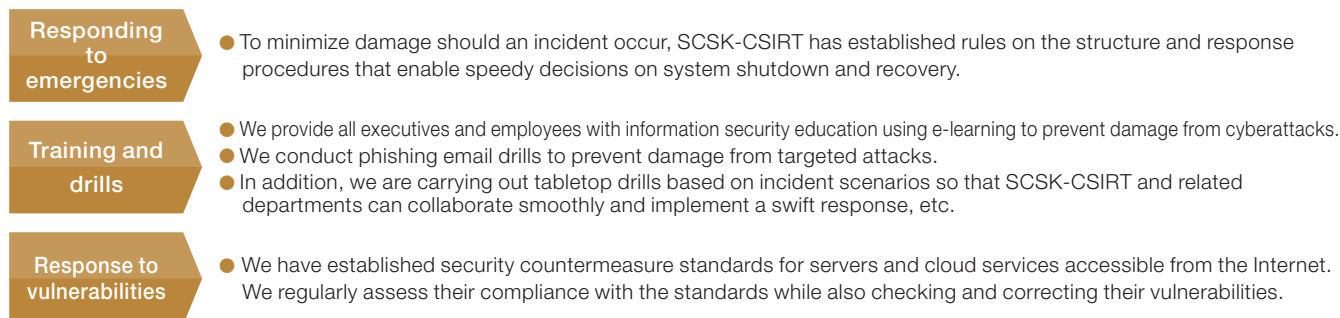 Responding
to
emergencies
● To minimize damage should an incident occur, SCSK-CSIRT has established rules on the structure and response
procedures that enable speedy decisions on system shutdown and recovery.
Training and
drills
● We provide all executives and employees with information security education using e-learning to prevent damage from cyberattacks.
● We conduct phishing email drills to prevent damage from targeted attacks.
● In addition, we are carrying out tabletop drills based on incident scenarios so that SCSK-CSIRT and related
departments can collaborate smoothly and implement a swift response, etc.
Response to
vulnerabilities
● We have established security countermeasure standards for servers and cloud services accessible from the Internet.
We regularly assess their compliance with the standards while also checking and correcting their vulnerabilities.